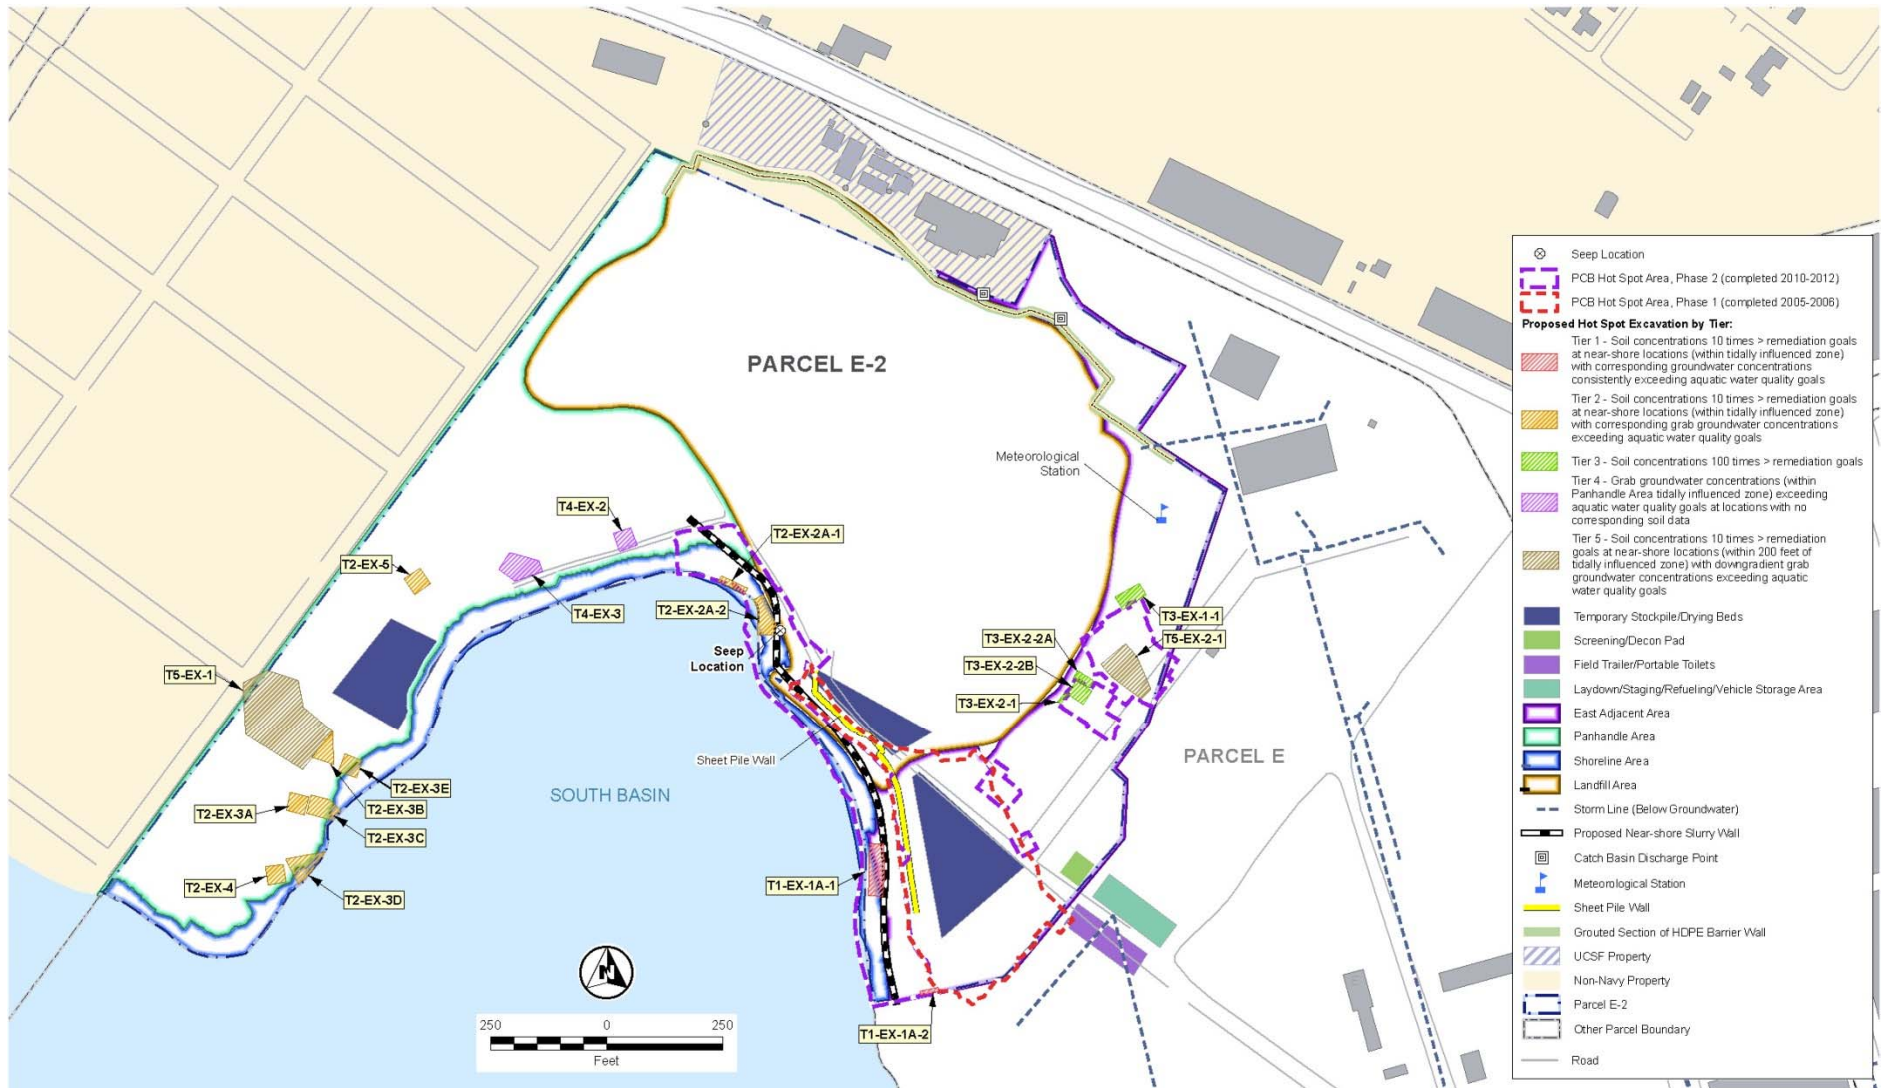 PARCEL E-2
Meteorological
Station
T4-EX-2
T2-EX-2A-1
T2-EX-5
T4-EX-3
T2-EX-2A-2
Seep
Location
T5-EX-1
T3-EX-1-1
T5-EX-2-1
T3-EX-2-2A
T3-EX-2-2B
T3-EX-2-1
Sheet Pile Wall
PARCEL E
SOUTH BASIN
T2-EX-3E
T2-EX-3B
T2-EX-3A
T2-EX-3C
T2-EX-4
T2-EX-3D
T1-EX-1A-1
T1-EX-1A-2
N
250 0 250
Feet
Seep Location
PCB Hot Spot Area, Phase 2 (completed 2010-2012)
PCB Hot Spot Area, Phase 1 (completed 2005-2006)
Proposed Hot Spot Excavation by Tier:
Tier 1 - Soil concentrations 10 times > remediation goals
at near-shore locations (within tidally influenced zone)
with corresponding groundwater concentrations
consistently exceeding aquatic water quality goals
Tier 2 - Soil concentrations 10 times > remediation goals
at near-shore locations (within tidally influenced zone)
with corresponding grab groundwater concentrations
exceeding aquatic water quality goals
Tier 3 - Soil concentrations 100 times > remediation goals
Tier 4 - Grab groundwater concentrations (within
Panhandle Area tidally influenced zone) exceeding
aquatic water quality goals at locations with no
corresponding soil data
Tier 5 - Soil concentrations 10 times > remediation
goals at near-shore locations (within 200 feet of
tidally influenced zone) with downgradient grab
groundwater concentrations exceeding aquatic
water quality goals
Temporary Stockpile/Drying Beds
Screening/Decon Pad
Field Trailer/Portable Toilets
Laydown/Staging/Refueling/Vehicle Storage Area
East Adjacent Area
Panhandle Area
Shoreline Area
Landfill Area
Storm Line (Below Groundwater)
Proposed Near-shore Slurry Wall
Catch Basin Discharge Point
Meteorological Station
Sheet Pile Wall
Grouted Section of HDPE Barrier Wall
UCSF Property
Non-Navy Property
Parcel E-2
Other Parcel Boundary
Road